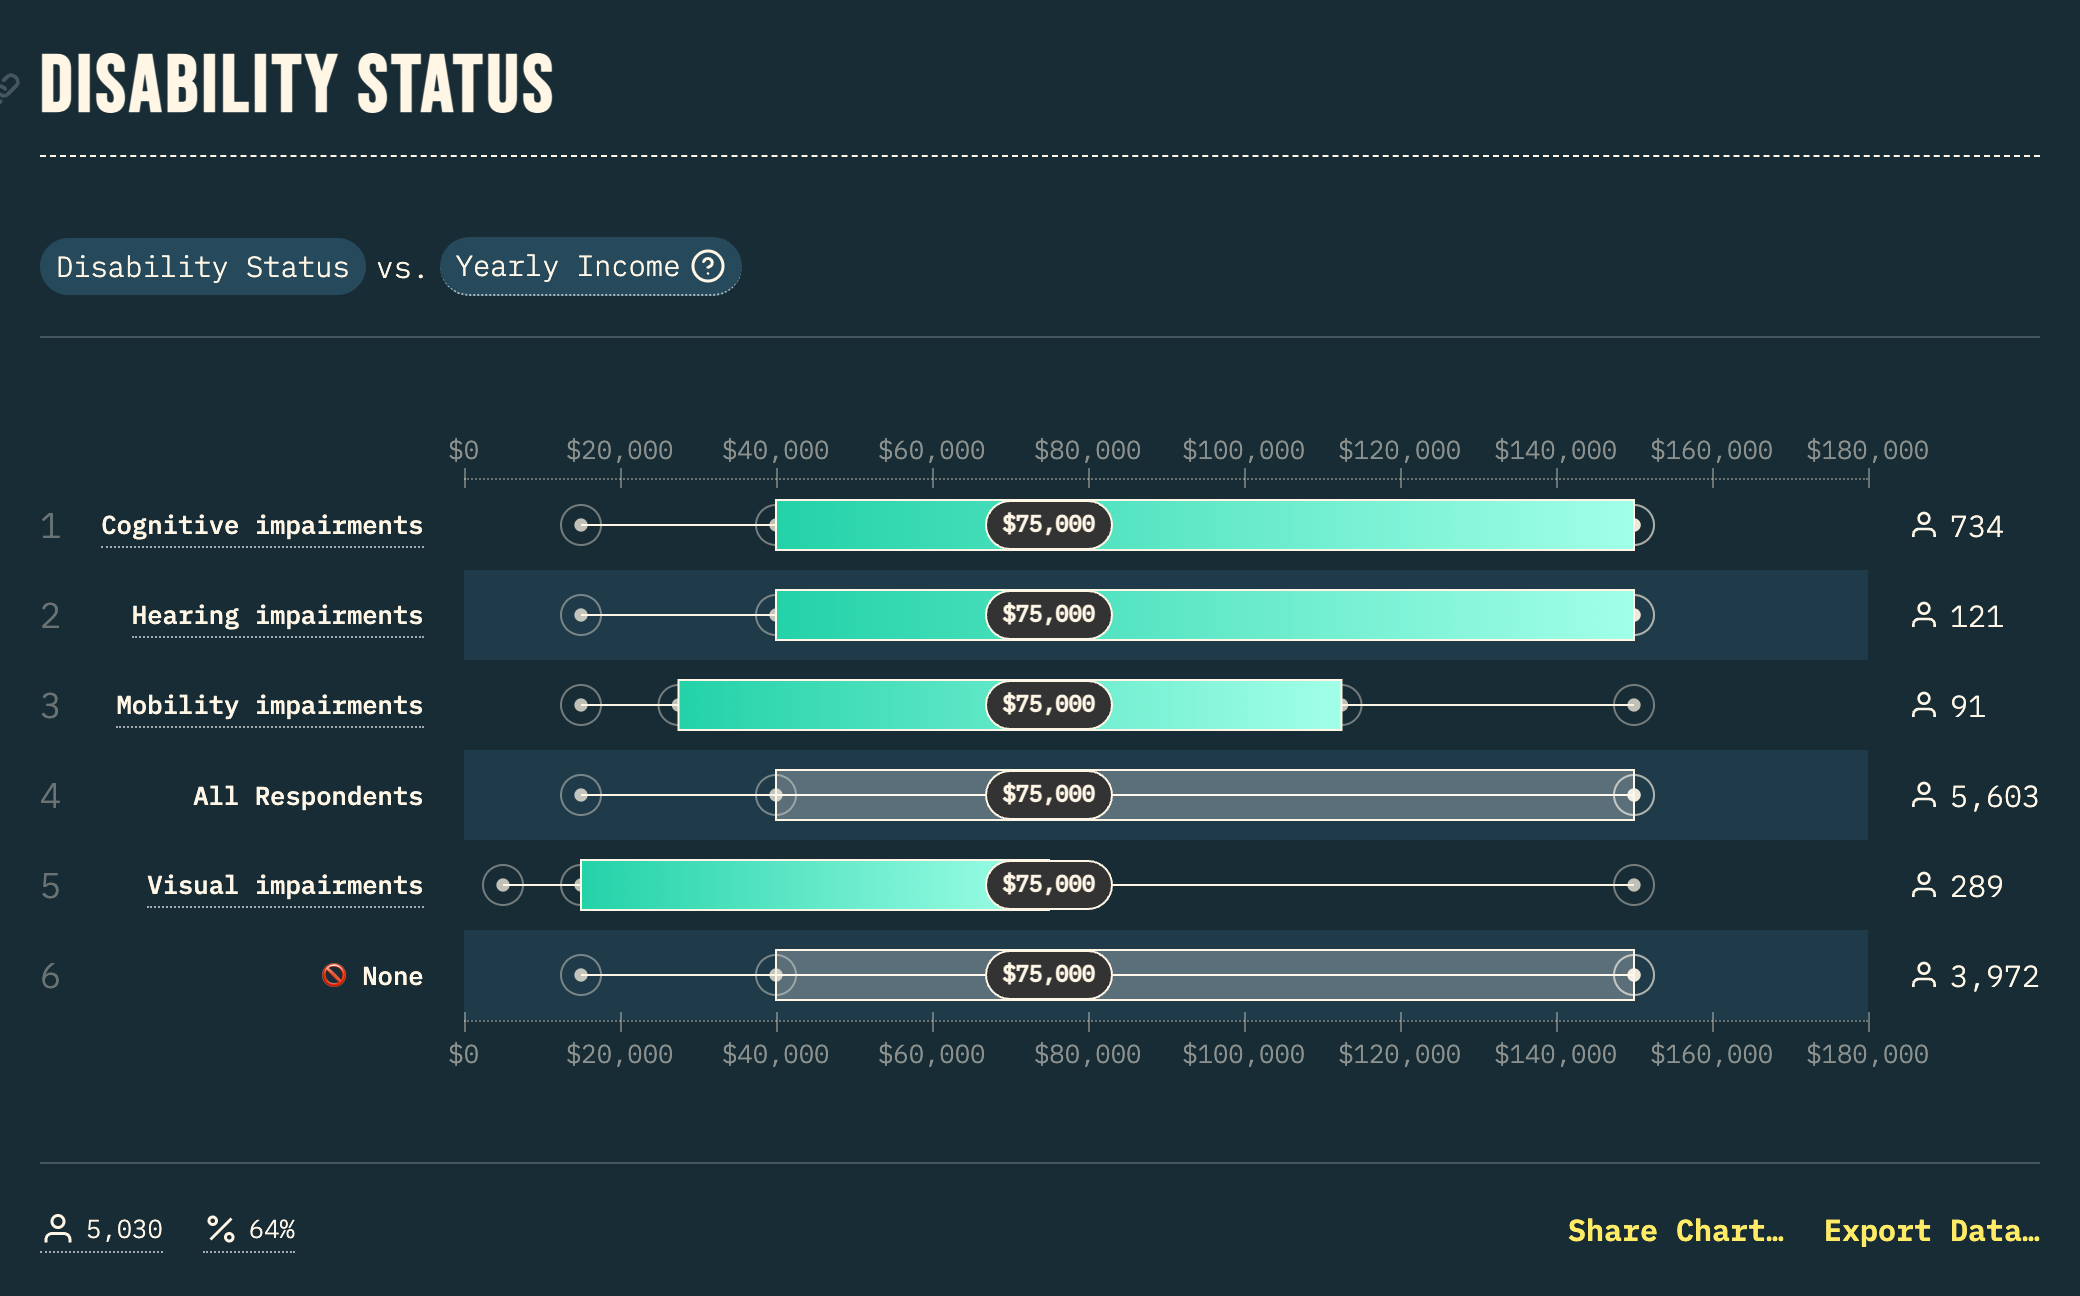 DISABILITY STATUS
Disability Status vs. Yearly Income ?
$0 $20,000 $40,000 $60,000 $80,000 $100,000 $120,000 $140,000 $160,000 $180,000
1 Cognitive impairments $75,000 734
2 Hearing impairments $75,000 121
3 Mobility impairments $75,000 91
4 All Respondents $75,000 5,603
5 Visual impairments $75,000 289
6 🚫 None $75,000 3,972
$0 $20,000 $40,000 $60,000 $80,000 $100,000 $120,000 $140,000 $160,000 $180,000
5,030 % 64% Share Chart… Export Data…